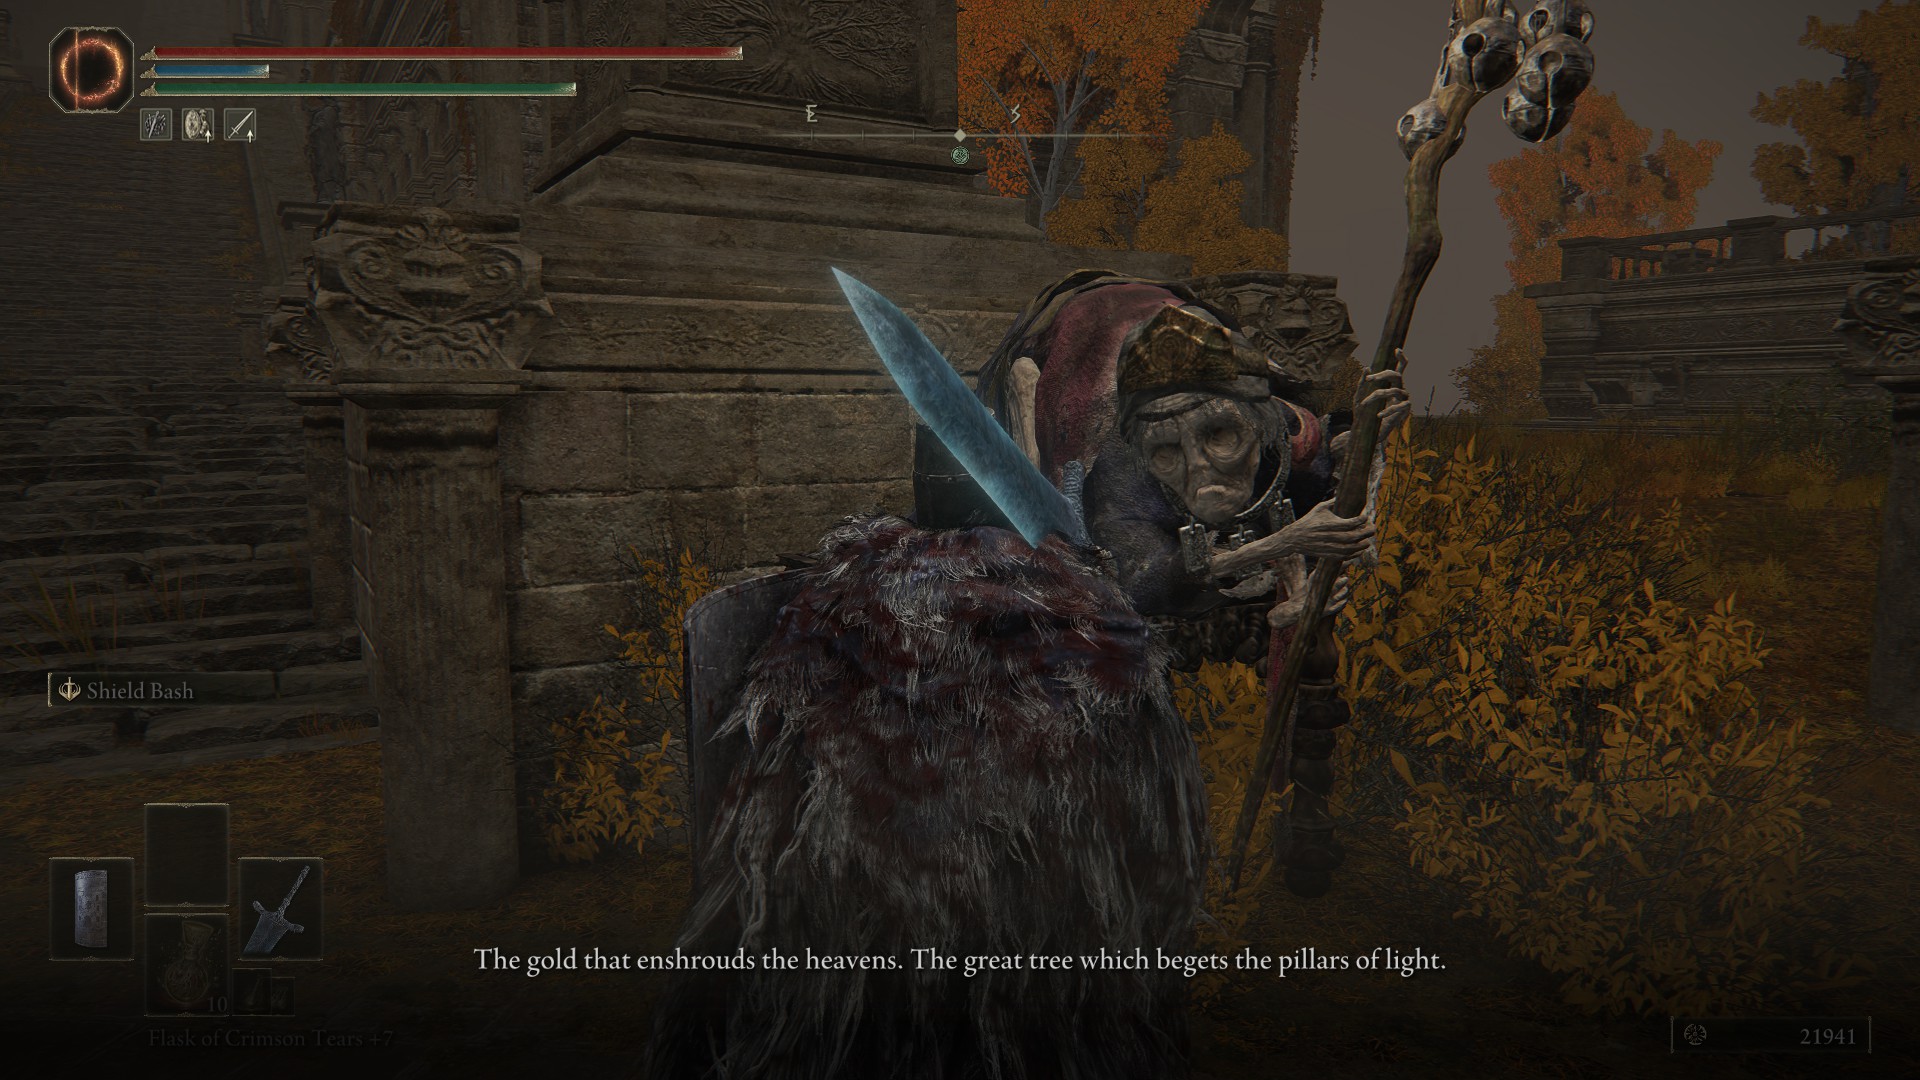 E
S
Shield Bash
The gold that enshrouds the heavens. The great tree which begets the pillars of light.
10
Flask of Crimson Tears +7
21941